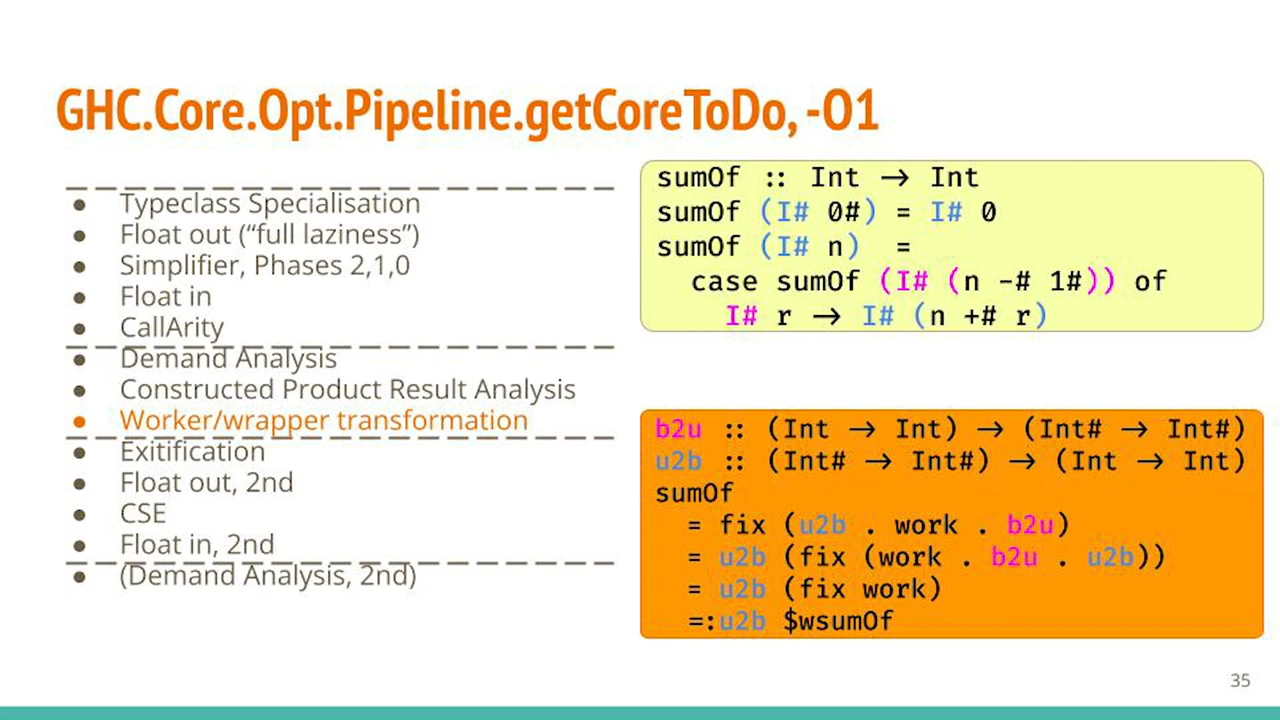 GHC.Core.Opt.Pipeline.getCoreToDo, -O1
● Typeclass Specialisation
● Float out (“full laziness”)
● Simplifier, Phases 2,1,0
● Float in
● CallArity
● Demand Analysis
● Constructed Product Result Analysis
● Worker/wrapper transformation
● Exitification
● Float out, 2nd
● CSE
● Float in, 2nd
● (Demand Analysis, 2nd)
sumOf :: Int → Int
sumOf (I# 0#) = I# 0
sumOf (I# n)  =
  case sumOf (I# (n -# 1#)) of
    I# r → I# (n +# r)
b2u :: (Int → Int) → (Int# → Int#)
u2b :: (Int# → Int#) → (Int → Int)
sumOf
  = fix (u2b . work . b2u)
  = u2b (fix (work . b2u . u2b))
  = u2b (fix work)
  =:u2b $wsumOf
35